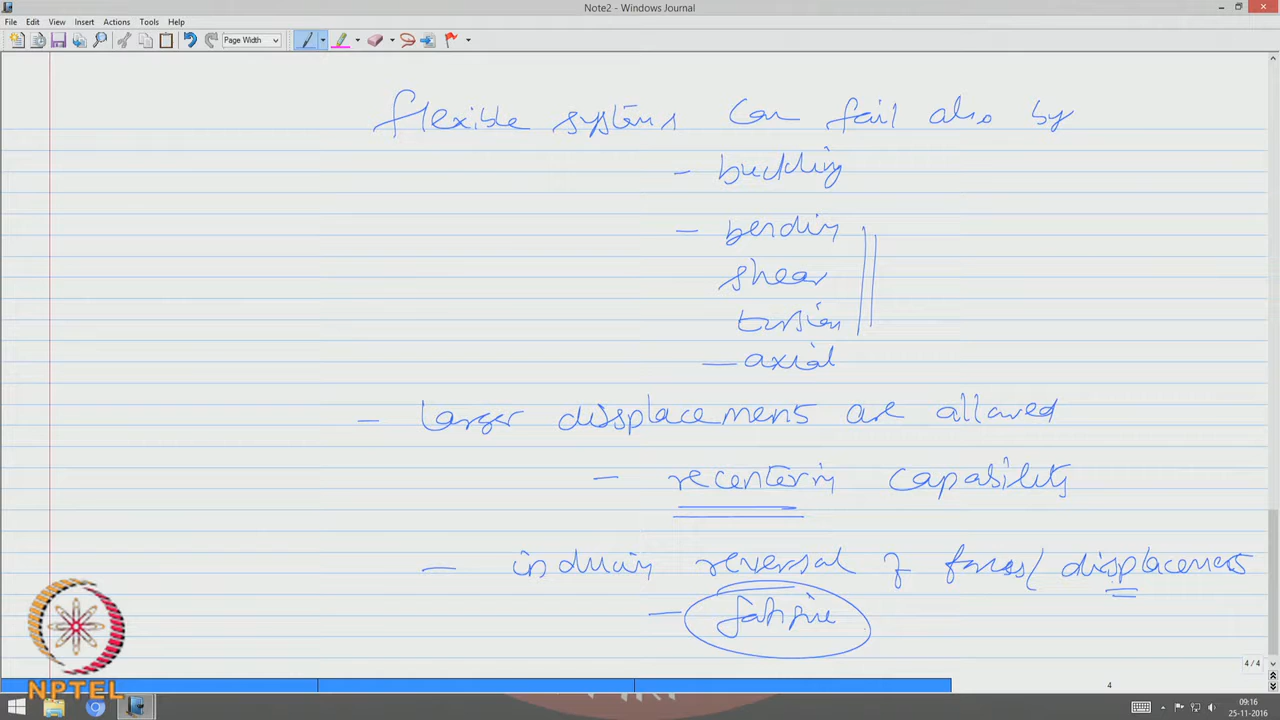 Note2 - Windows Journal
File Edit View Insert Actions Tools Help
Page Width
flexible systems can fail also by
- buckling
- bending
shear
torsion
- axial
- larger displacements are allowed
- recentering capability
- inducing reversal of forces/displacements
- fatigue
4/4
4
NPTEL
09:16
25-11-2016